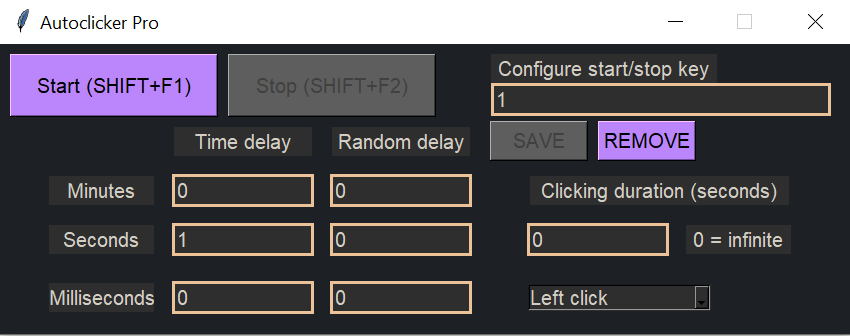 Autoclicker Pro
Start (SHIFT+F1)
Stop (SHIFT+F2)
Configure start/stop key
1
SAVE
REMOVE
Time delay
Random delay
Minutes
0
0
Clicking duration (seconds)
Seconds
1
0
0
0 = infinite
Milliseconds
0
0
Left click